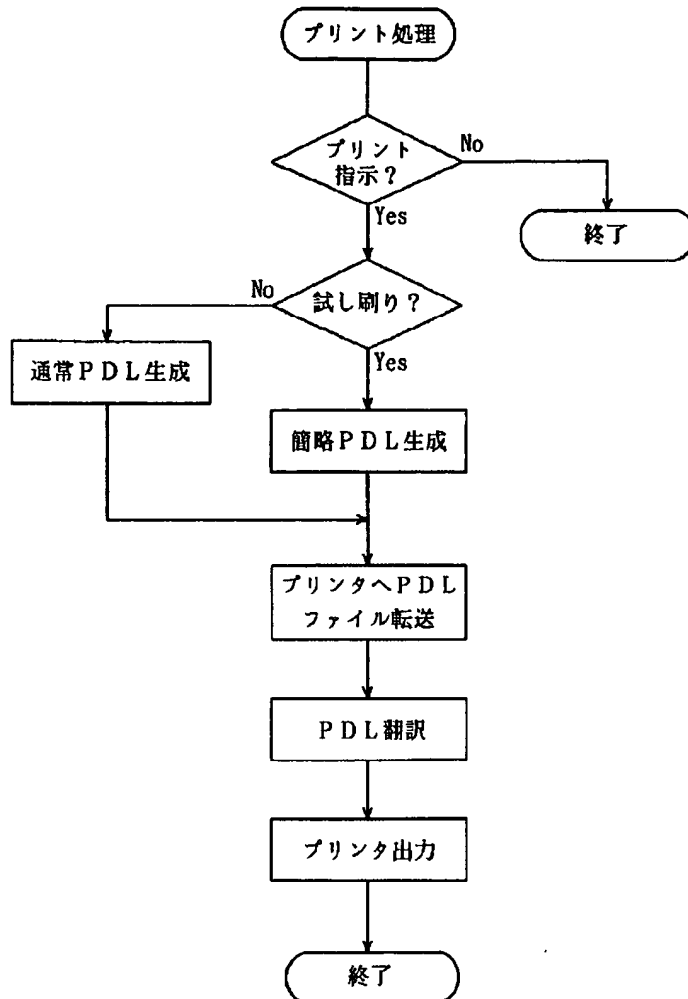 プリント処理
プリント
指示？
No
Yes
終了
試し刷り？
No
Yes
通常ＰＤＬ生成
簡略ＰＤＬ生成
プリンタへＰＤＬ
ファイル転送
ＰＤＬ翻訳
プリンタ出力
終了